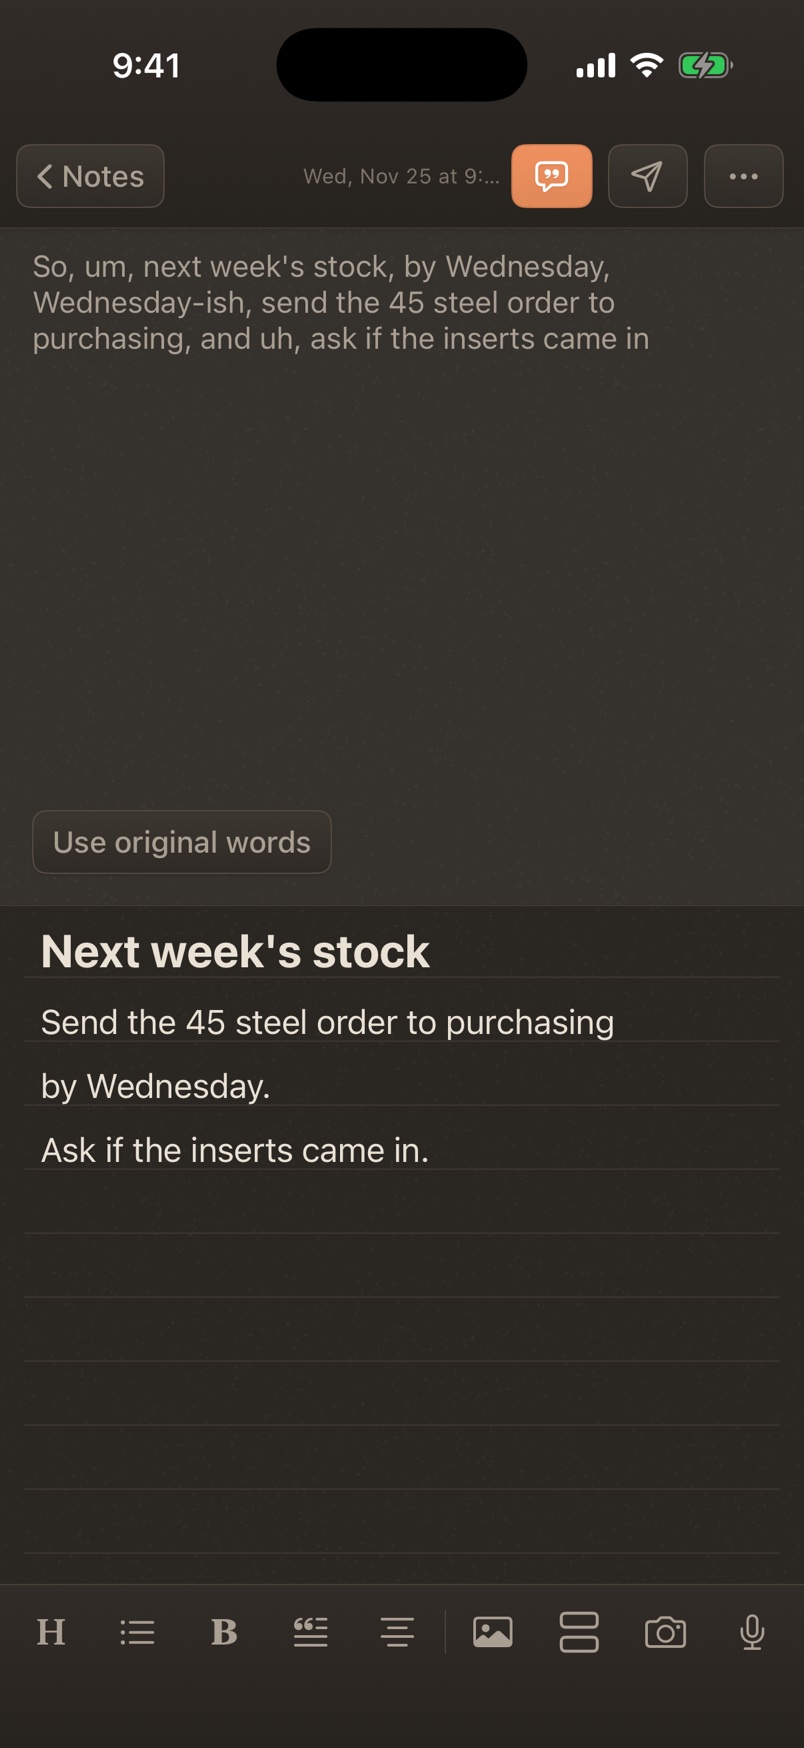 9:41
Notes
Wed, Nov 25 at 9:...
So, um, next week's stock, by Wednesday,
Wednesday-ish, send the 45 steel order to
purchasing, and uh, ask if the inserts came in
Use original words
Next week's stock
Send the 45 steel order to purchasing
by Wednesday.
Ask if the inserts came in.
H B